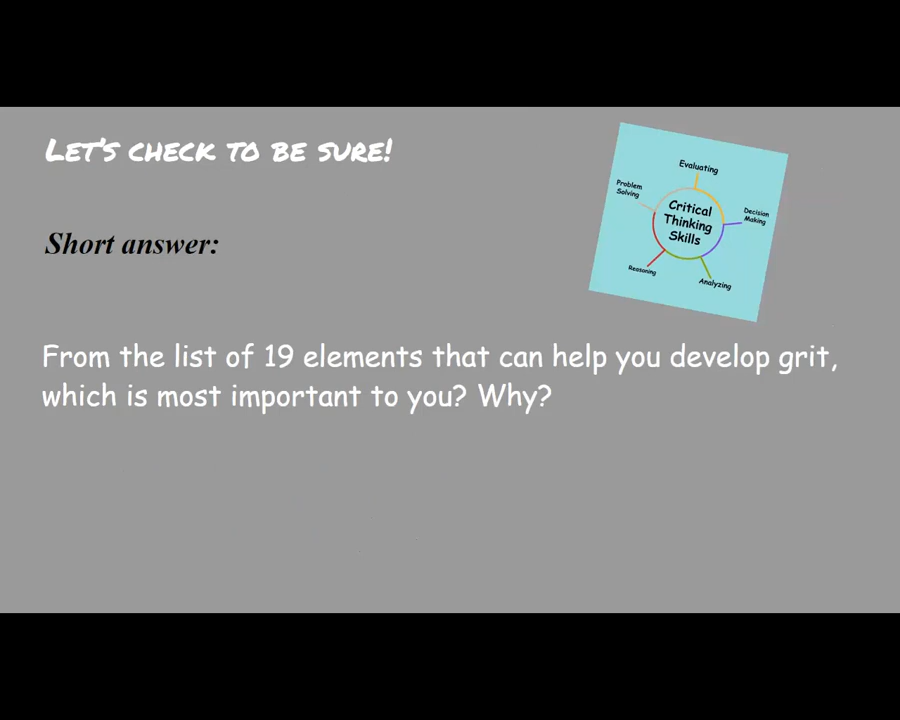 LET'S CHECK TO BE SURE!
Evaluating
Problem
Solving
Decision
Making
Critical
Thinking
Skills
Reasoning
Analyzing
Short answer:
From the list of 19 elements that can help you develop grit,
which is most important to you? Why?